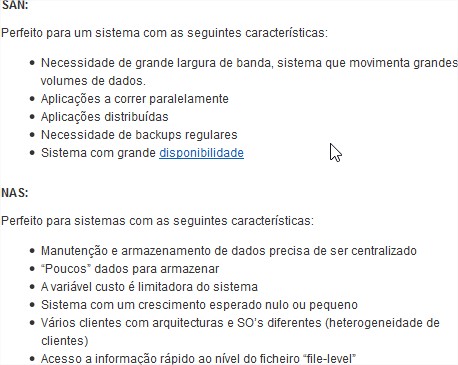 SAN:
Perfeito para um sistema com as seguintes características:
• Necessidade de grande largura de banda, sistema que movimenta grandes
volumes de dados.
• Aplicações a correr paralelamente
• Aplicações distribuídas
• Necessidade de backups regulares
• Sistema com grande disponibilidade
NAS:
Perfeito para sistemas com as seguintes características:
• Manutenção e armazenamento de dados precisa de ser centralizado
• “Poucos” dados para armazenar
• A variável custo é limitadora do sistema
• Sistema com um crescimento esperado nulo ou pequeno
• Vários clientes com arquitecturas e SO’s diferentes (heterogeneidade de
clientes)
• Acesso a informação rápido ao nível do ficheiro “file-level”